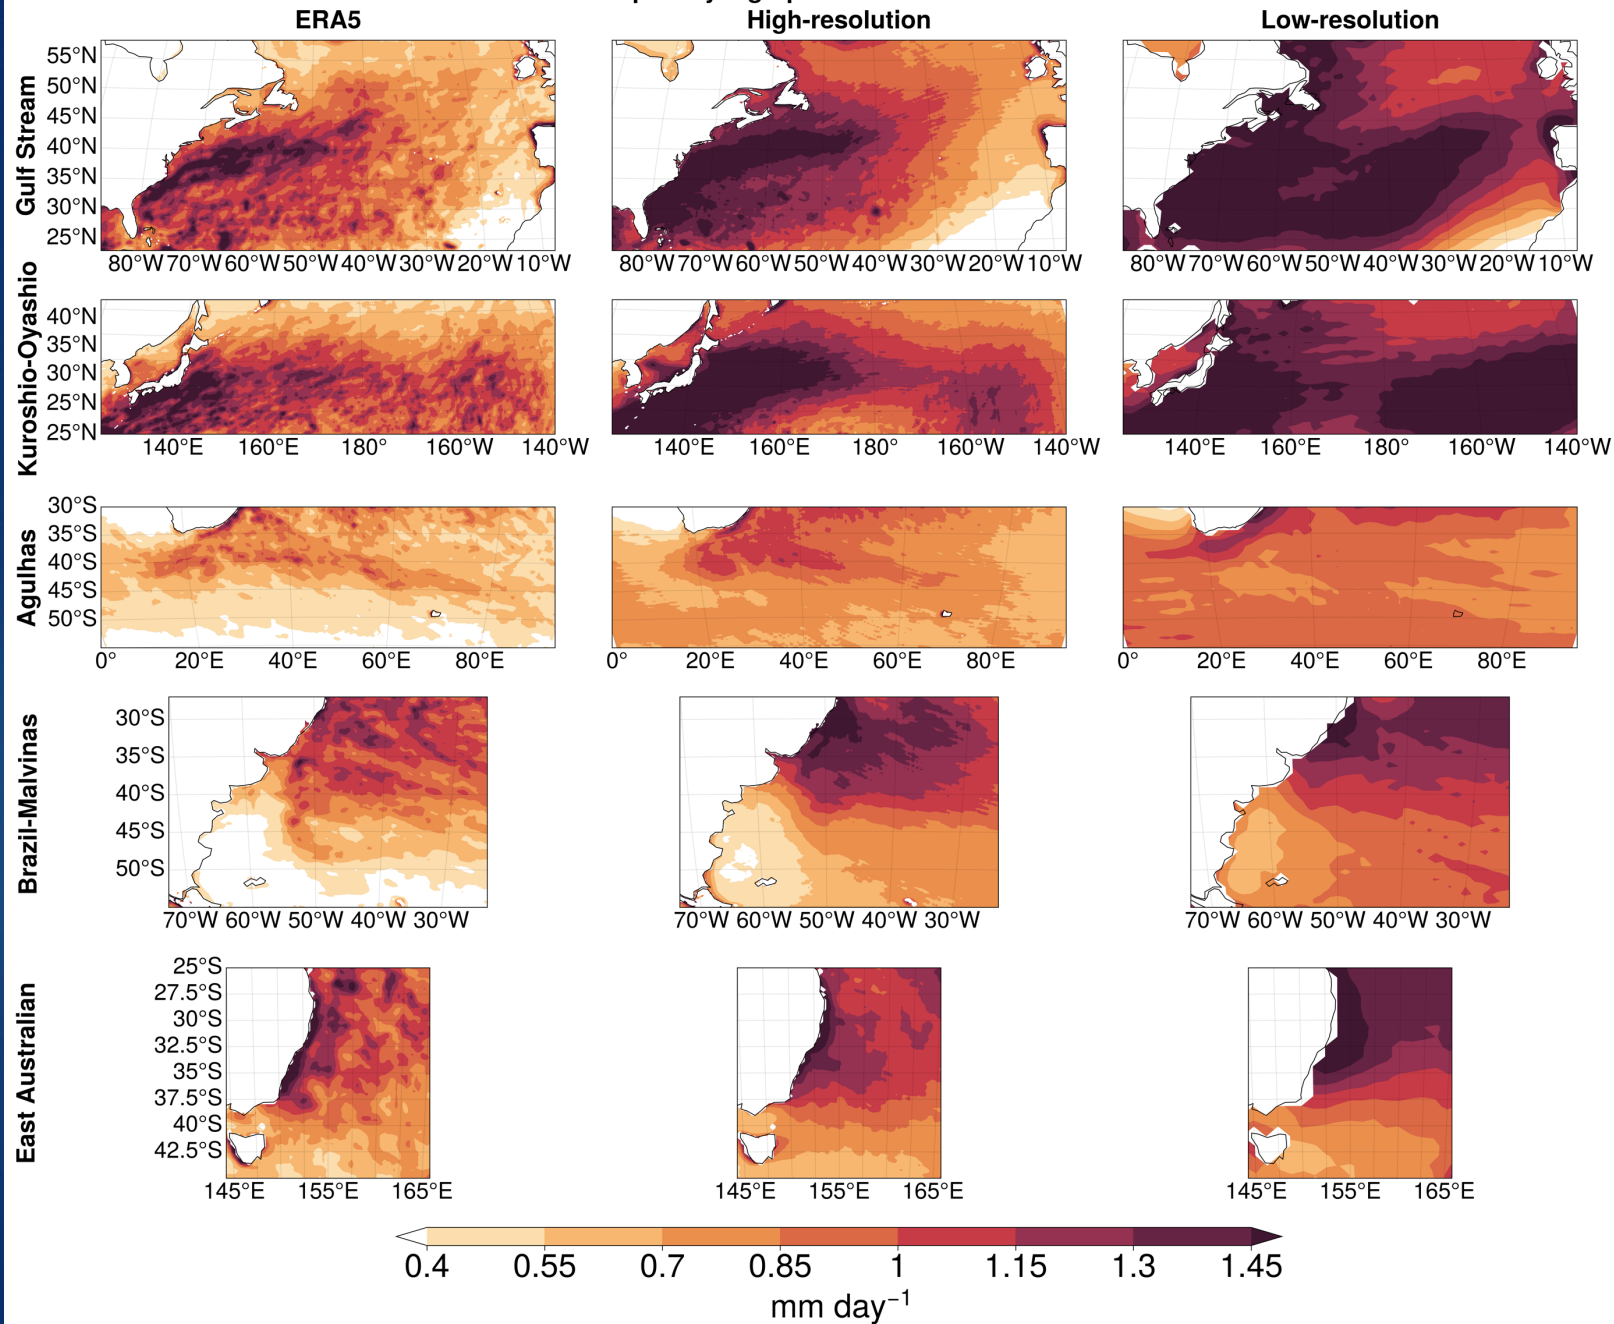 ERA5 High-resolution Low-resolution
Gulf Stream
55°N
50°N
45°N
40°N
35°N
30°N
25°N
80°W 70°W 60°W 50°W 40°W 30°W 20°W 10°W
80°W 70°W 60°W 50°W 40°W 30°W 20°W 10°W
80°W 70°W 60°W 50°W 40°W 30°W 20°W 10°W
Kuroshio-Oyashio
40°N
35°N
30°N
25°N
25°N
140°E 160°E 180° 160°W 140°W
140°E 160°E 180° 160°W 140°W
140°E 160°E 180° 160°W 140°W
Agulhas
30°S
35°S
40°S
45°S
50°S
0° 20°E 40°E 60°E 80°E
0° 20°E 40°E 60°E 80°E
0° 20°E 40°E 60°E 80°E
Brazil-Malvinas
30°S
35°S
40°S
45°S
50°S
70°W 60°W 50°W 40°W 30°W
70°W 60°W 50°W 40°W 30°W
70°W 60°W 50°W 40°W 30°W
East Australian
25°S
27.5°S
30°S
32.5°S
35°S
37.5°S
40°S
42.5°S
145°E 155°E 165°E
145°E 155°E 165°E
145°E 155°E 165°E
0.4 0.55 0.7 0.85 1 1.15 1.3 1.45
mm day⁻¹